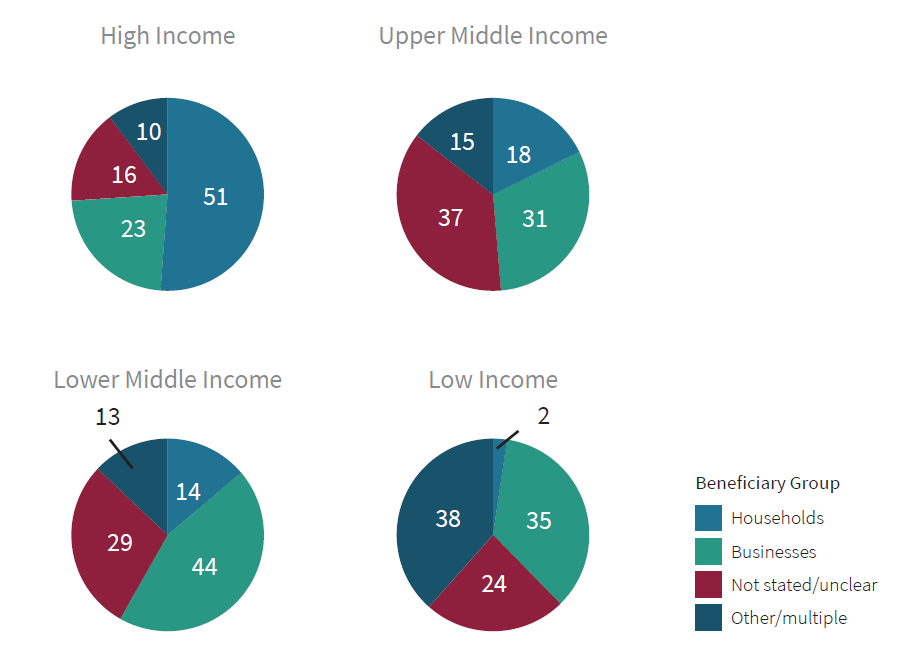 High Income
Upper Middle Income
10
51
16
23
15
18
37
31
Lower Middle Income
Low Income
13
2
14
29
44
38
35
24
Beneficiary Group
Households
Businesses
Not stated/unclear
Other/multiple